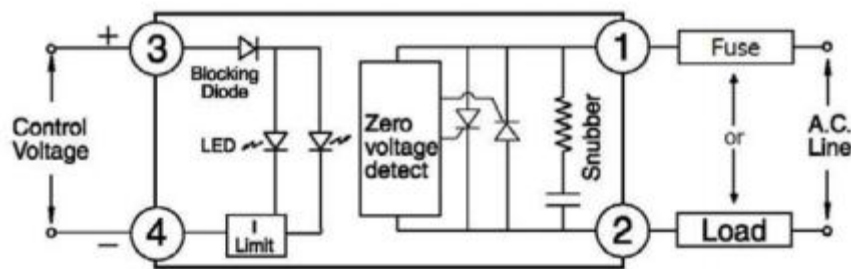 +
3
Blocking
Diode
Control
Voltage
LED
−
4
I
Limit
Zero
voltage
detect
Snubber
1
Fuse
or
A.C.
Line
2
Load